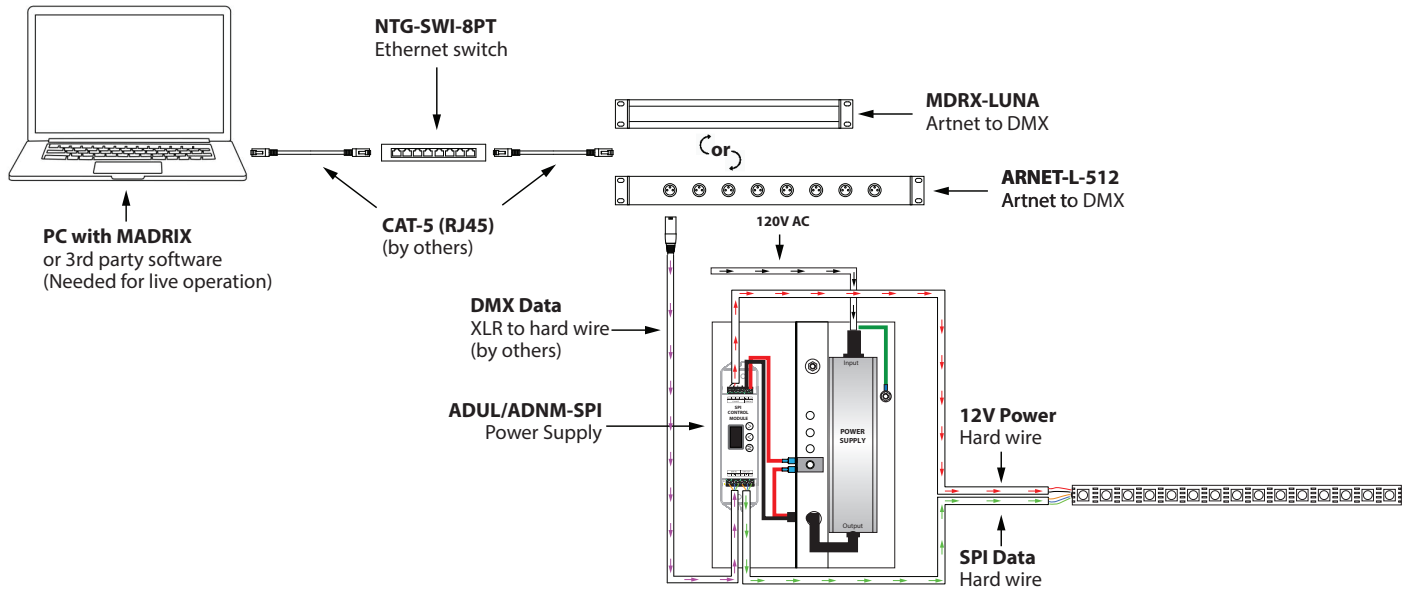 NTG-SWI-8PT
Ethernet switch
MDRX-LUNA
Artnet to DMX
or
ARNET-L-512
Artnet to DMX
PC with MADRIX
or 3rd party software
(Needed for live operation)
CAT-5 (RJ45)
(by others)
120V AC
DMX Data
XLR to hard wire
(by others)
Input
SPI
CONTROL
MODULE
POWER
SUPPLY
ADUL/ADNM-SPI
Power Supply
12V Power
Hard wire
Output
SPI Data
Hard wire